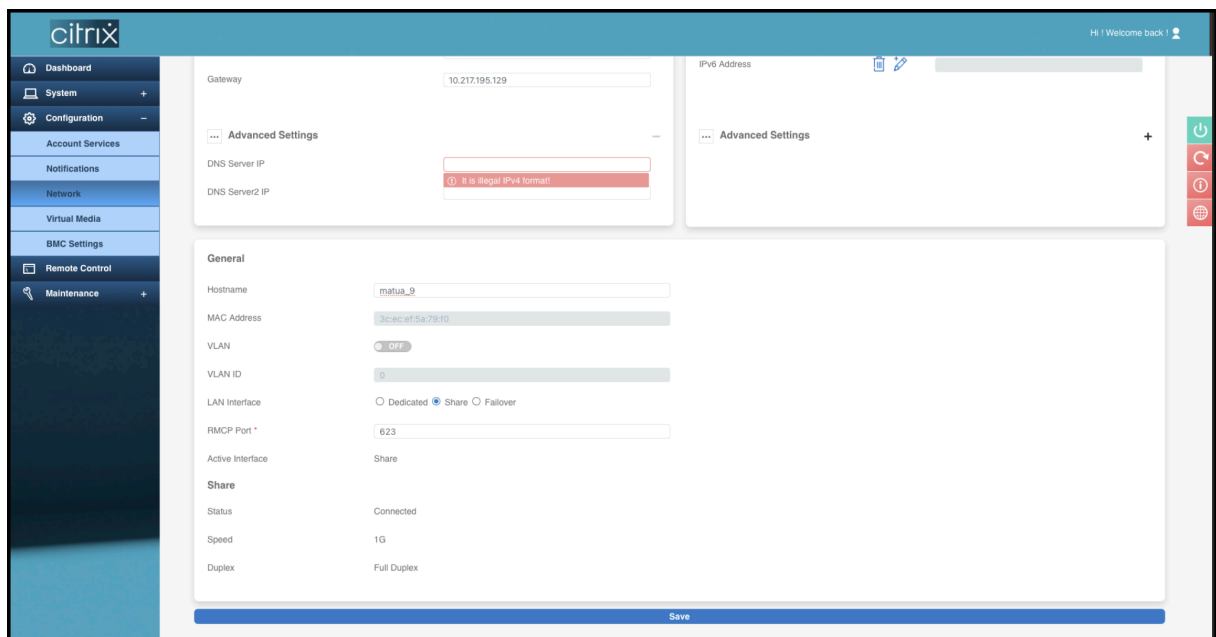 citrix
Hi ! Welcome back !
Dashboard
System +
Configuration −
Account Services
Notifications
Network
Virtual Media
BMC Settings
Remote Control
Maintenance +
Gateway 10.217.195.129
... Advanced Settings −
DNS Server IP
It is illegal IPv4 format!
DNS Server2 IP
IPv6 Address
... Advanced Settings +
General
Hostname matua_9
MAC Address 3c:ec:ef:5a:79:f0
VLAN OFF
VLAN ID 0
LAN Interface Dedicated Share Failover
RMCP Port * 623
Active Interface Share
Share
Status Connected
Speed 1G
Duplex Full Duplex
Save